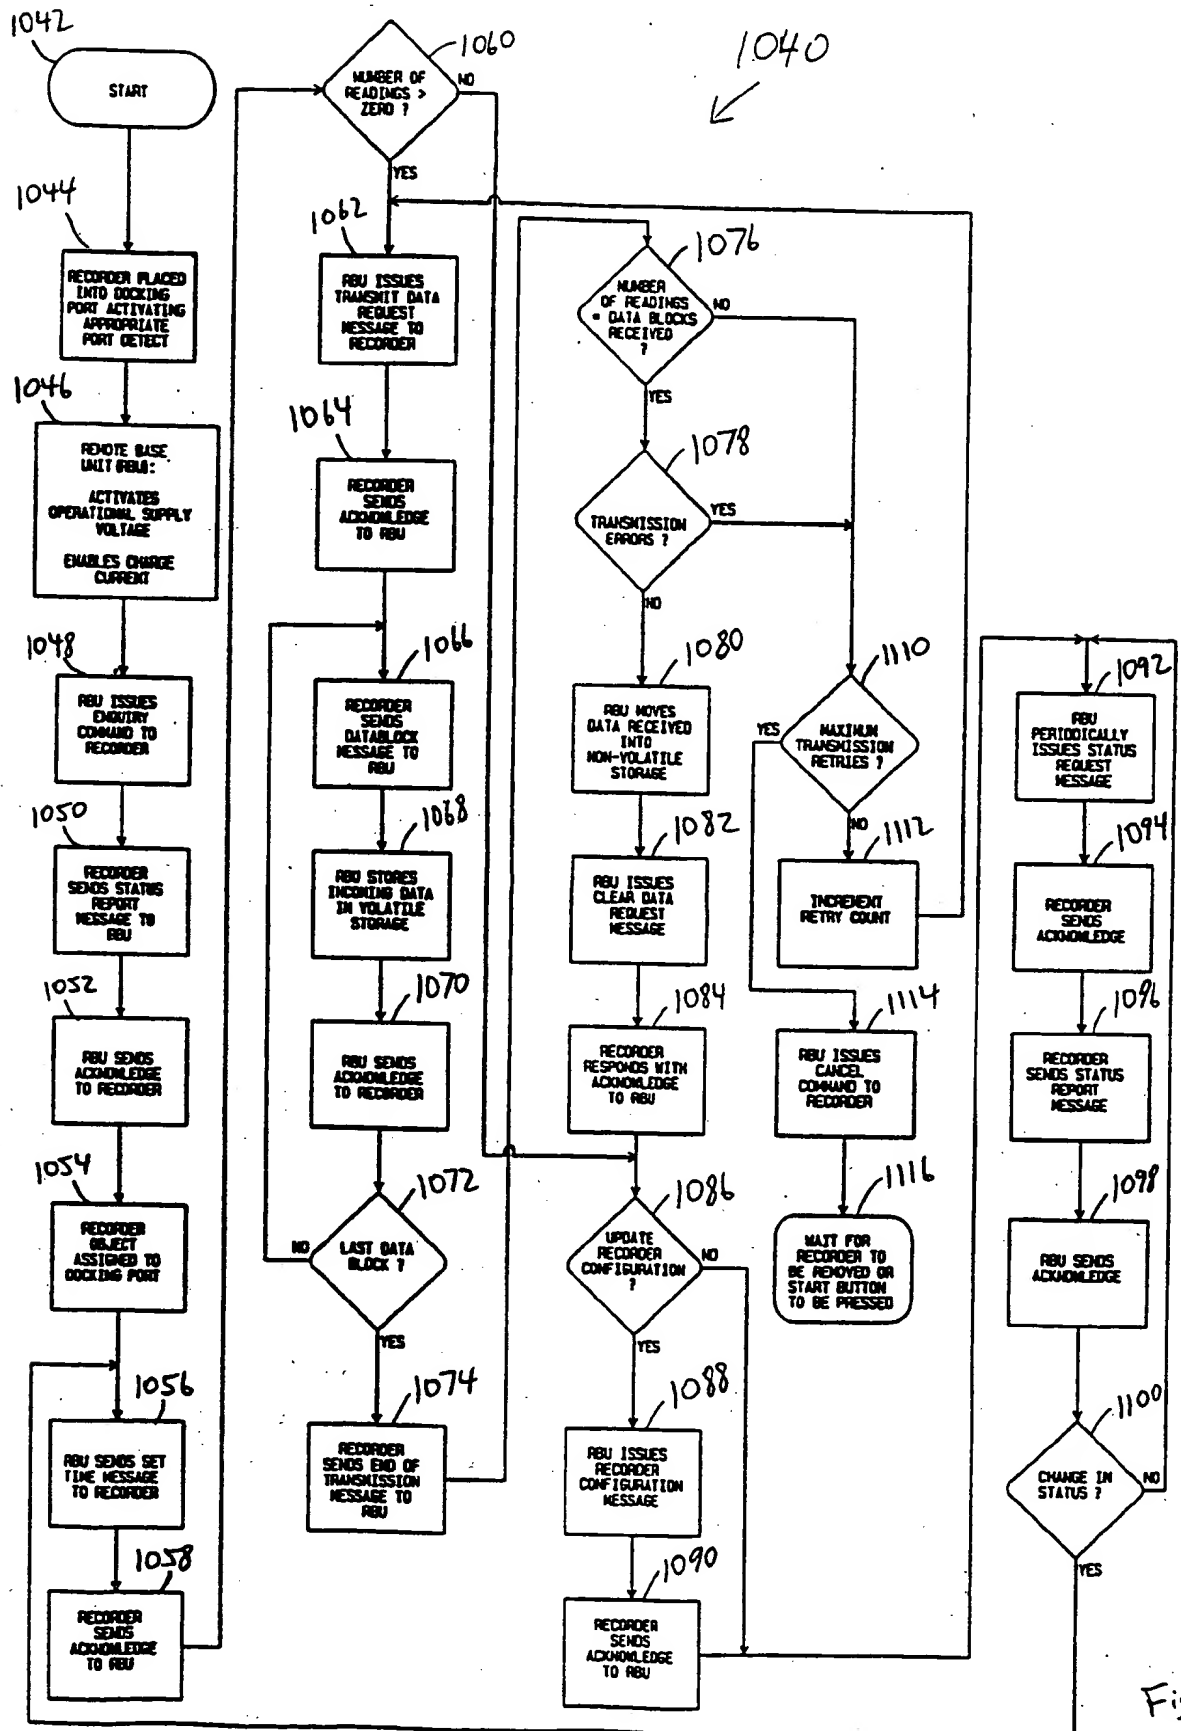 1042
START
1044
RECORDER PLACED
INTO DOCKING
PORT ACTIVATING
APPROPRIATE
PORT DETECT
1046
REMOTE BASE
UNIT (RBU):
ACTIVATES
OPERATIONAL SUPPLY
VOLTAGE
ENABLES CHARGE
CURRENT
1048
RBU ISSUES
ENQUIRY
COMMAND TO
RECORDER
1050
RECORDER
SENDS STATUS
REPORT
MESSAGE TO
RBU
1052
RBU SENDS
ACKNOWLEDGE
TO RECORDER
1054
RECORDER
OBJECT
ASSIGNED TO
DOCKING PORT
1056
RBU SENDS SET
TIME MESSAGE
TO RECORDER
1058
RECORDER
SENDS
ACKNOWLEDGE
TO RBU
1060
NUMBER OF
READINGS >
ZERO ?
NO
YES
1062
RBU ISSUES
TRANSMIT DATA
REQUEST
MESSAGE TO
RECORDER
1064
RECORDER
SENDS
ACKNOWLEDGE
TO RBU
1066
RECORDER
SENDS
DATABLOCK
MESSAGE TO
RBU
1068
RBU STORES
INCOMING DATA
IN VOLATILE
STORAGE
1070
RBU SENDS
ACKNOWLEDGE
TO RECORDER
1072
LAST DATA
BLOCK ?
NO
YES
1074
RECORDER
SENDS END OF
TRANSMISSION
MESSAGE TO
RBU
1040
1076
NUMBER
OF READINGS
= DATA BLOCKS
RECEIVED
?
NO
YES
1078
TRANSMISSION
ERRORS ?
YES
NO
1080
RBU MOVES
DATA RECEIVED
INTO
NON-VOLATILE
STORAGE
1082
RBU ISSUES
CLEAR DATA
REQUEST
MESSAGE
1084
RECORDER
RESPONDS WITH
ACKNOWLEDGE
TO RBU
1086
UPDATE
RECORDER
CONFIGURATION
?
NO
YES
1088
RBU ISSUES
RECORDER
CONFIGURATION
MESSAGE
1090
RECORDER
SENDS
ACKNOWLEDGE
TO RBU
1110
MAXIMUM
TRANSMISSION
RETRIES ?
YES
NO
1112
INCREMENT
RETRY COUNT
1114
RBU ISSUES
CANCEL
COMMAND TO
RECORDER
1116
WAIT FOR
RECORDER TO
BE REMOVED OR
START BUTTON
TO BE PRESSED
1092
RBU
PERIODICALLY
ISSUES STATUS
REQUEST
MESSAGE
1094
RECORDER
SENDS
ACKNOWLEDGE
1096
RECORDER
SENDS STATUS
REPORT
MESSAGE
1098
RBU SENDS
ACKNOWLEDGE
1100
CHANGE IN
STATUS ?
NO
YES